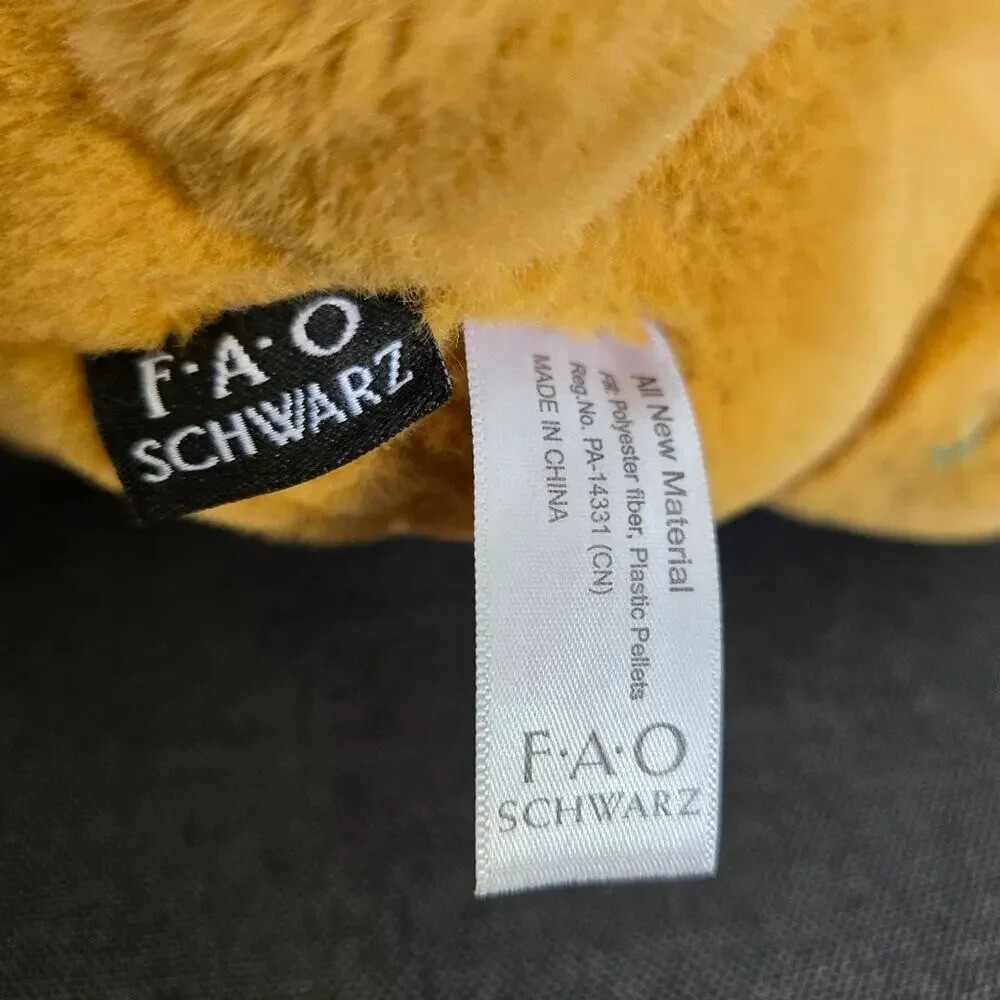 F·A·O
SCHWARZ
All New Material
Fill: Polyester fiber, Plastic Pellets
Reg.No. PA-14331 (CN)
MADE IN CHINA
F·A·O
SCHWARZ